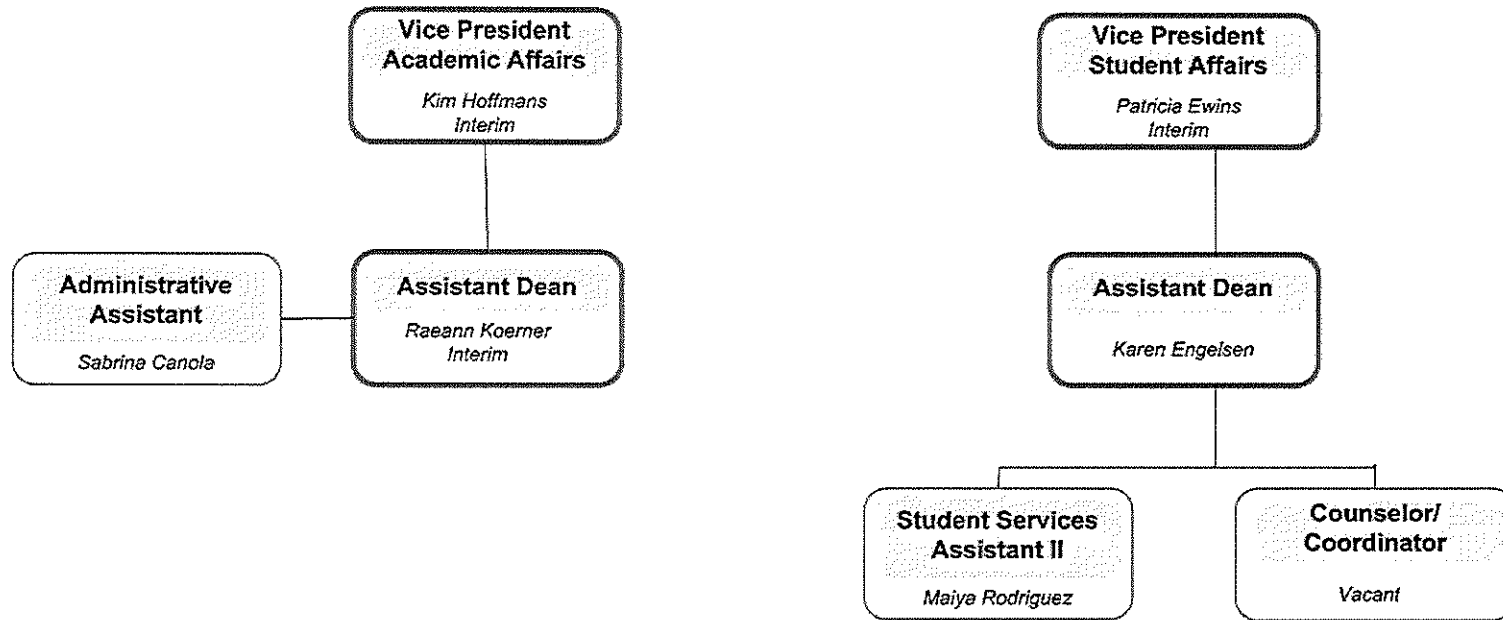 Vice President
Academic Affairs
Kim Hoffmans
Interim
Vice President
Student Affairs
Patricia Ewins
Interim
Administrative
Assistant
Sabrina Canola
Assistant Dean
Raeann Koerner
Interim
Assistant Dean
Karen Engelsen
Student Services
Assistant II
Maiya Rodriguez
Counselor/
Coordinator
Vacant